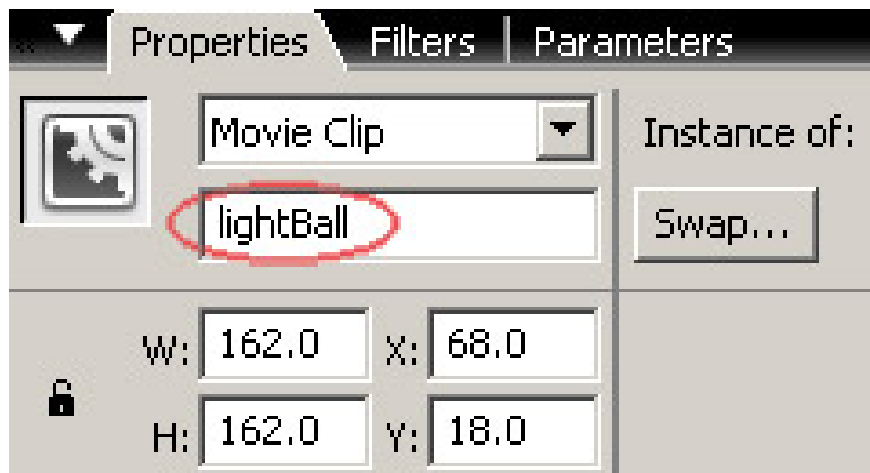 Properties Filters Parameters
Movie Clip Instance of:
lightBall Swap...
W: 162.0 X: 68.0
H: 162.0 Y: 18.0